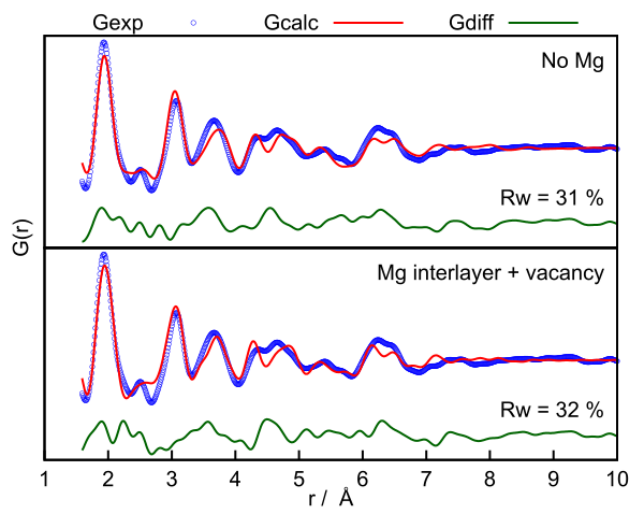 Gexp Gcalc Gdiff
No Mg
Rw = 31 %
G(r)
Mg interlayer + vacancy
Rw = 32 %
1 2 3 4 5 6 7 8 9 10
r / Å